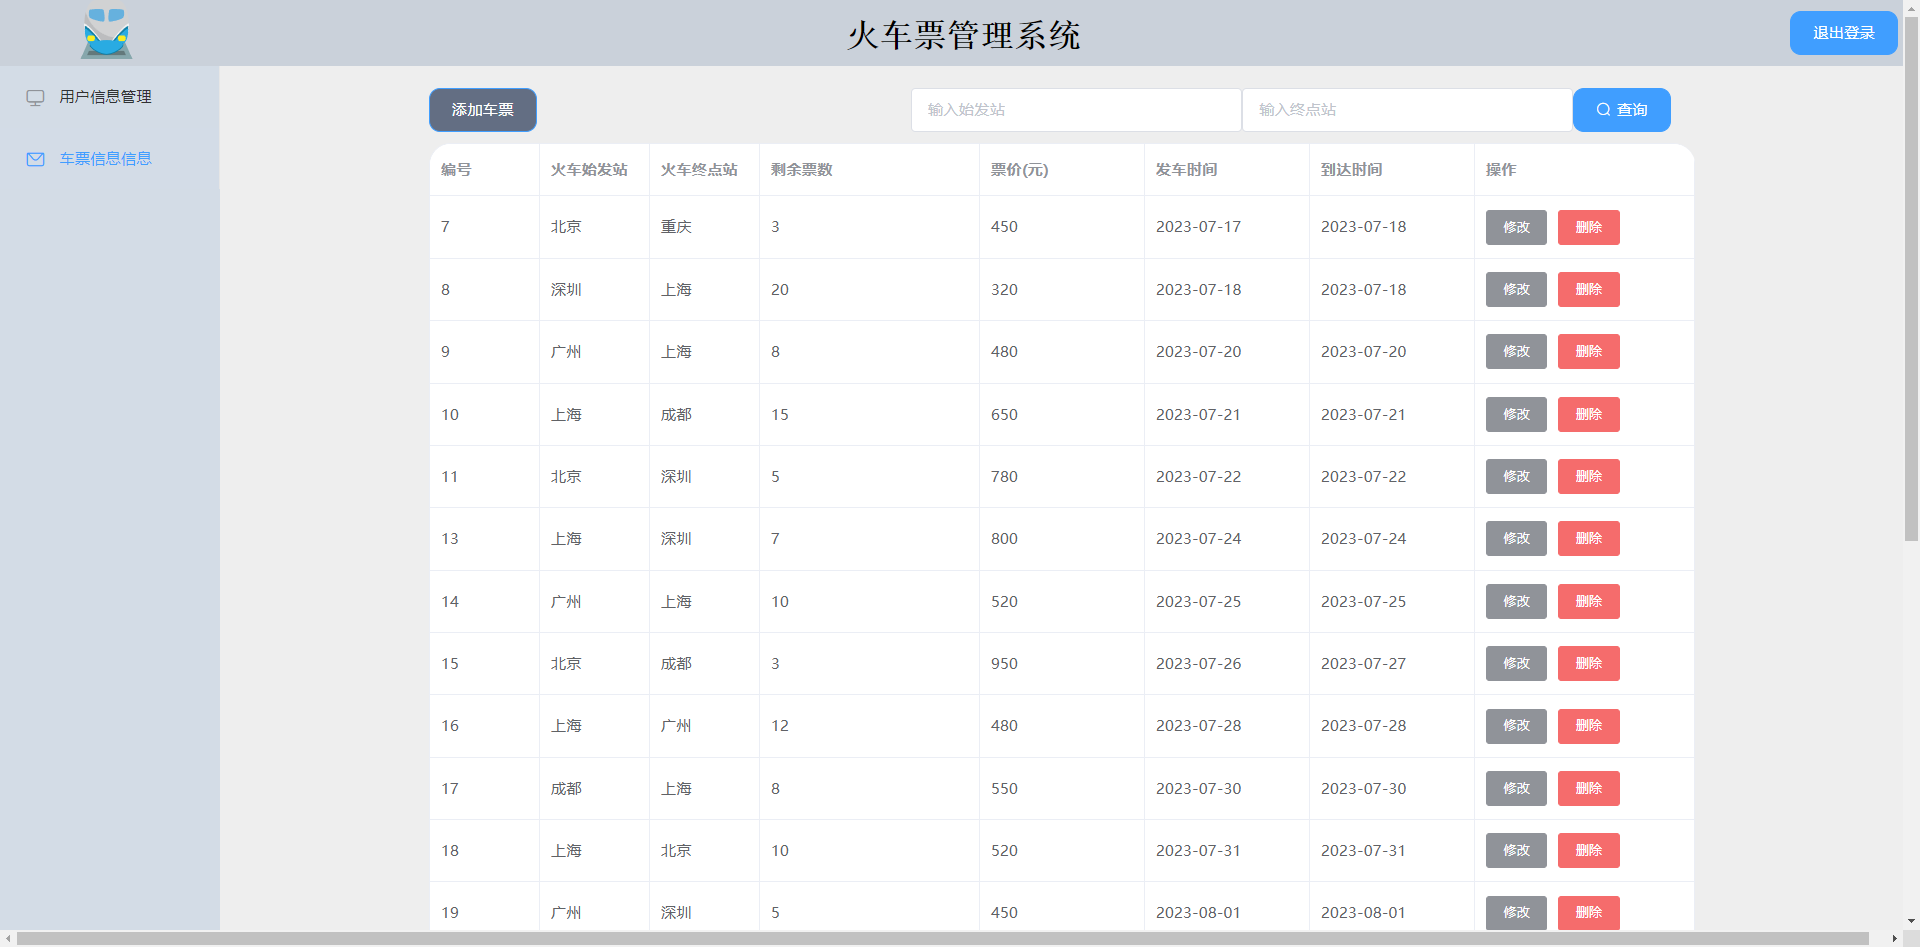 火车票管理系统
退出登录
用户信息管理
车票信息信息
添加车票 输入始发站 输入终点站 查询
编号 火车始发站 火车终点站 剩余票数 票价(元) 发车时间 到达时间 操作
7 北京 重庆 3 450 2023-07-17 2023-07-18 修改 删除
8 深圳 上海 20 320 2023-07-18 2023-07-18 修改 删除
9 广州 上海 8 480 2023-07-20 2023-07-20 修改 删除
10 上海 成都 15 650 2023-07-21 2023-07-21 修改 删除
11 北京 深圳 5 780 2023-07-22 2023-07-22 修改 删除
13 上海 深圳 7 800 2023-07-24 2023-07-24 修改 删除
14 广州 上海 10 520 2023-07-25 2023-07-25 修改 删除
15 北京 成都 3 950 2023-07-26 2023-07-27 修改 删除
16 上海 广州 12 480 2023-07-28 2023-07-28 修改 删除
17 成都 上海 8 550 2023-07-30 2023-07-30 修改 删除
18 上海 北京 10 520 2023-07-31 2023-07-31 修改 删除
19 广州 深圳 5 450 2023-08-01 2023-08-01 修改 删除